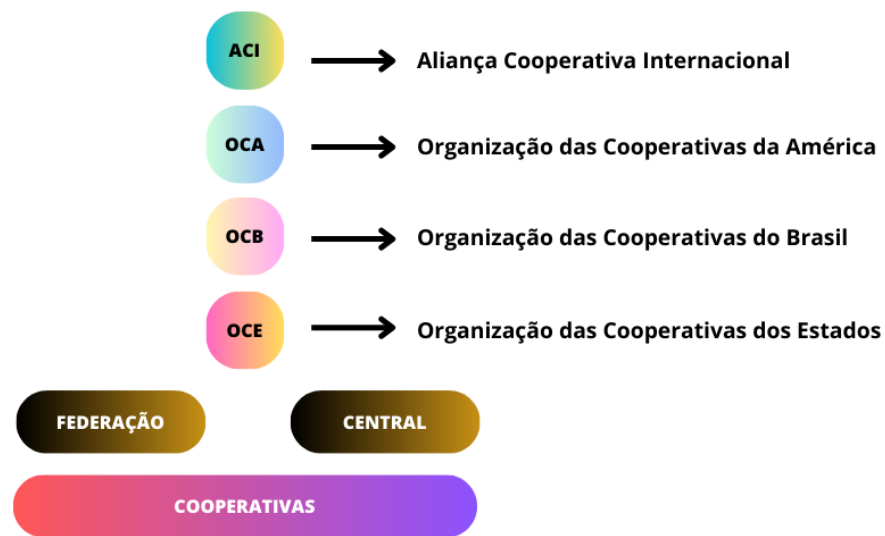 ACI
Aliança Cooperativa Internacional
OCA
Organização das Cooperativas da América
OCB
Organização das Cooperativas do Brasil
OCE
Organização das Cooperativas dos Estados
FEDERAÇÃO
CENTRAL
COOPERATIVAS